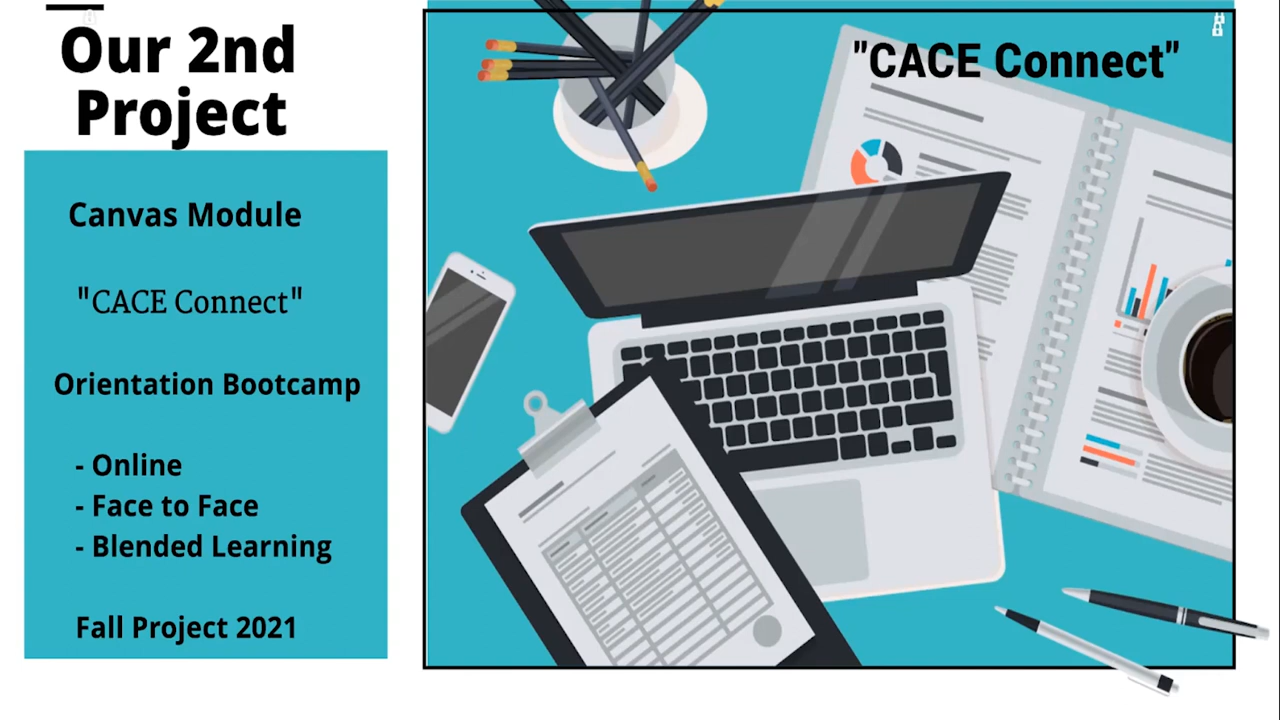 Our 2nd
Project
Canvas Module
"CACE Connect"
Orientation Bootcamp
- Online
- Face to Face
- Blended Learning
Fall Project 2021
"CACE Connect"